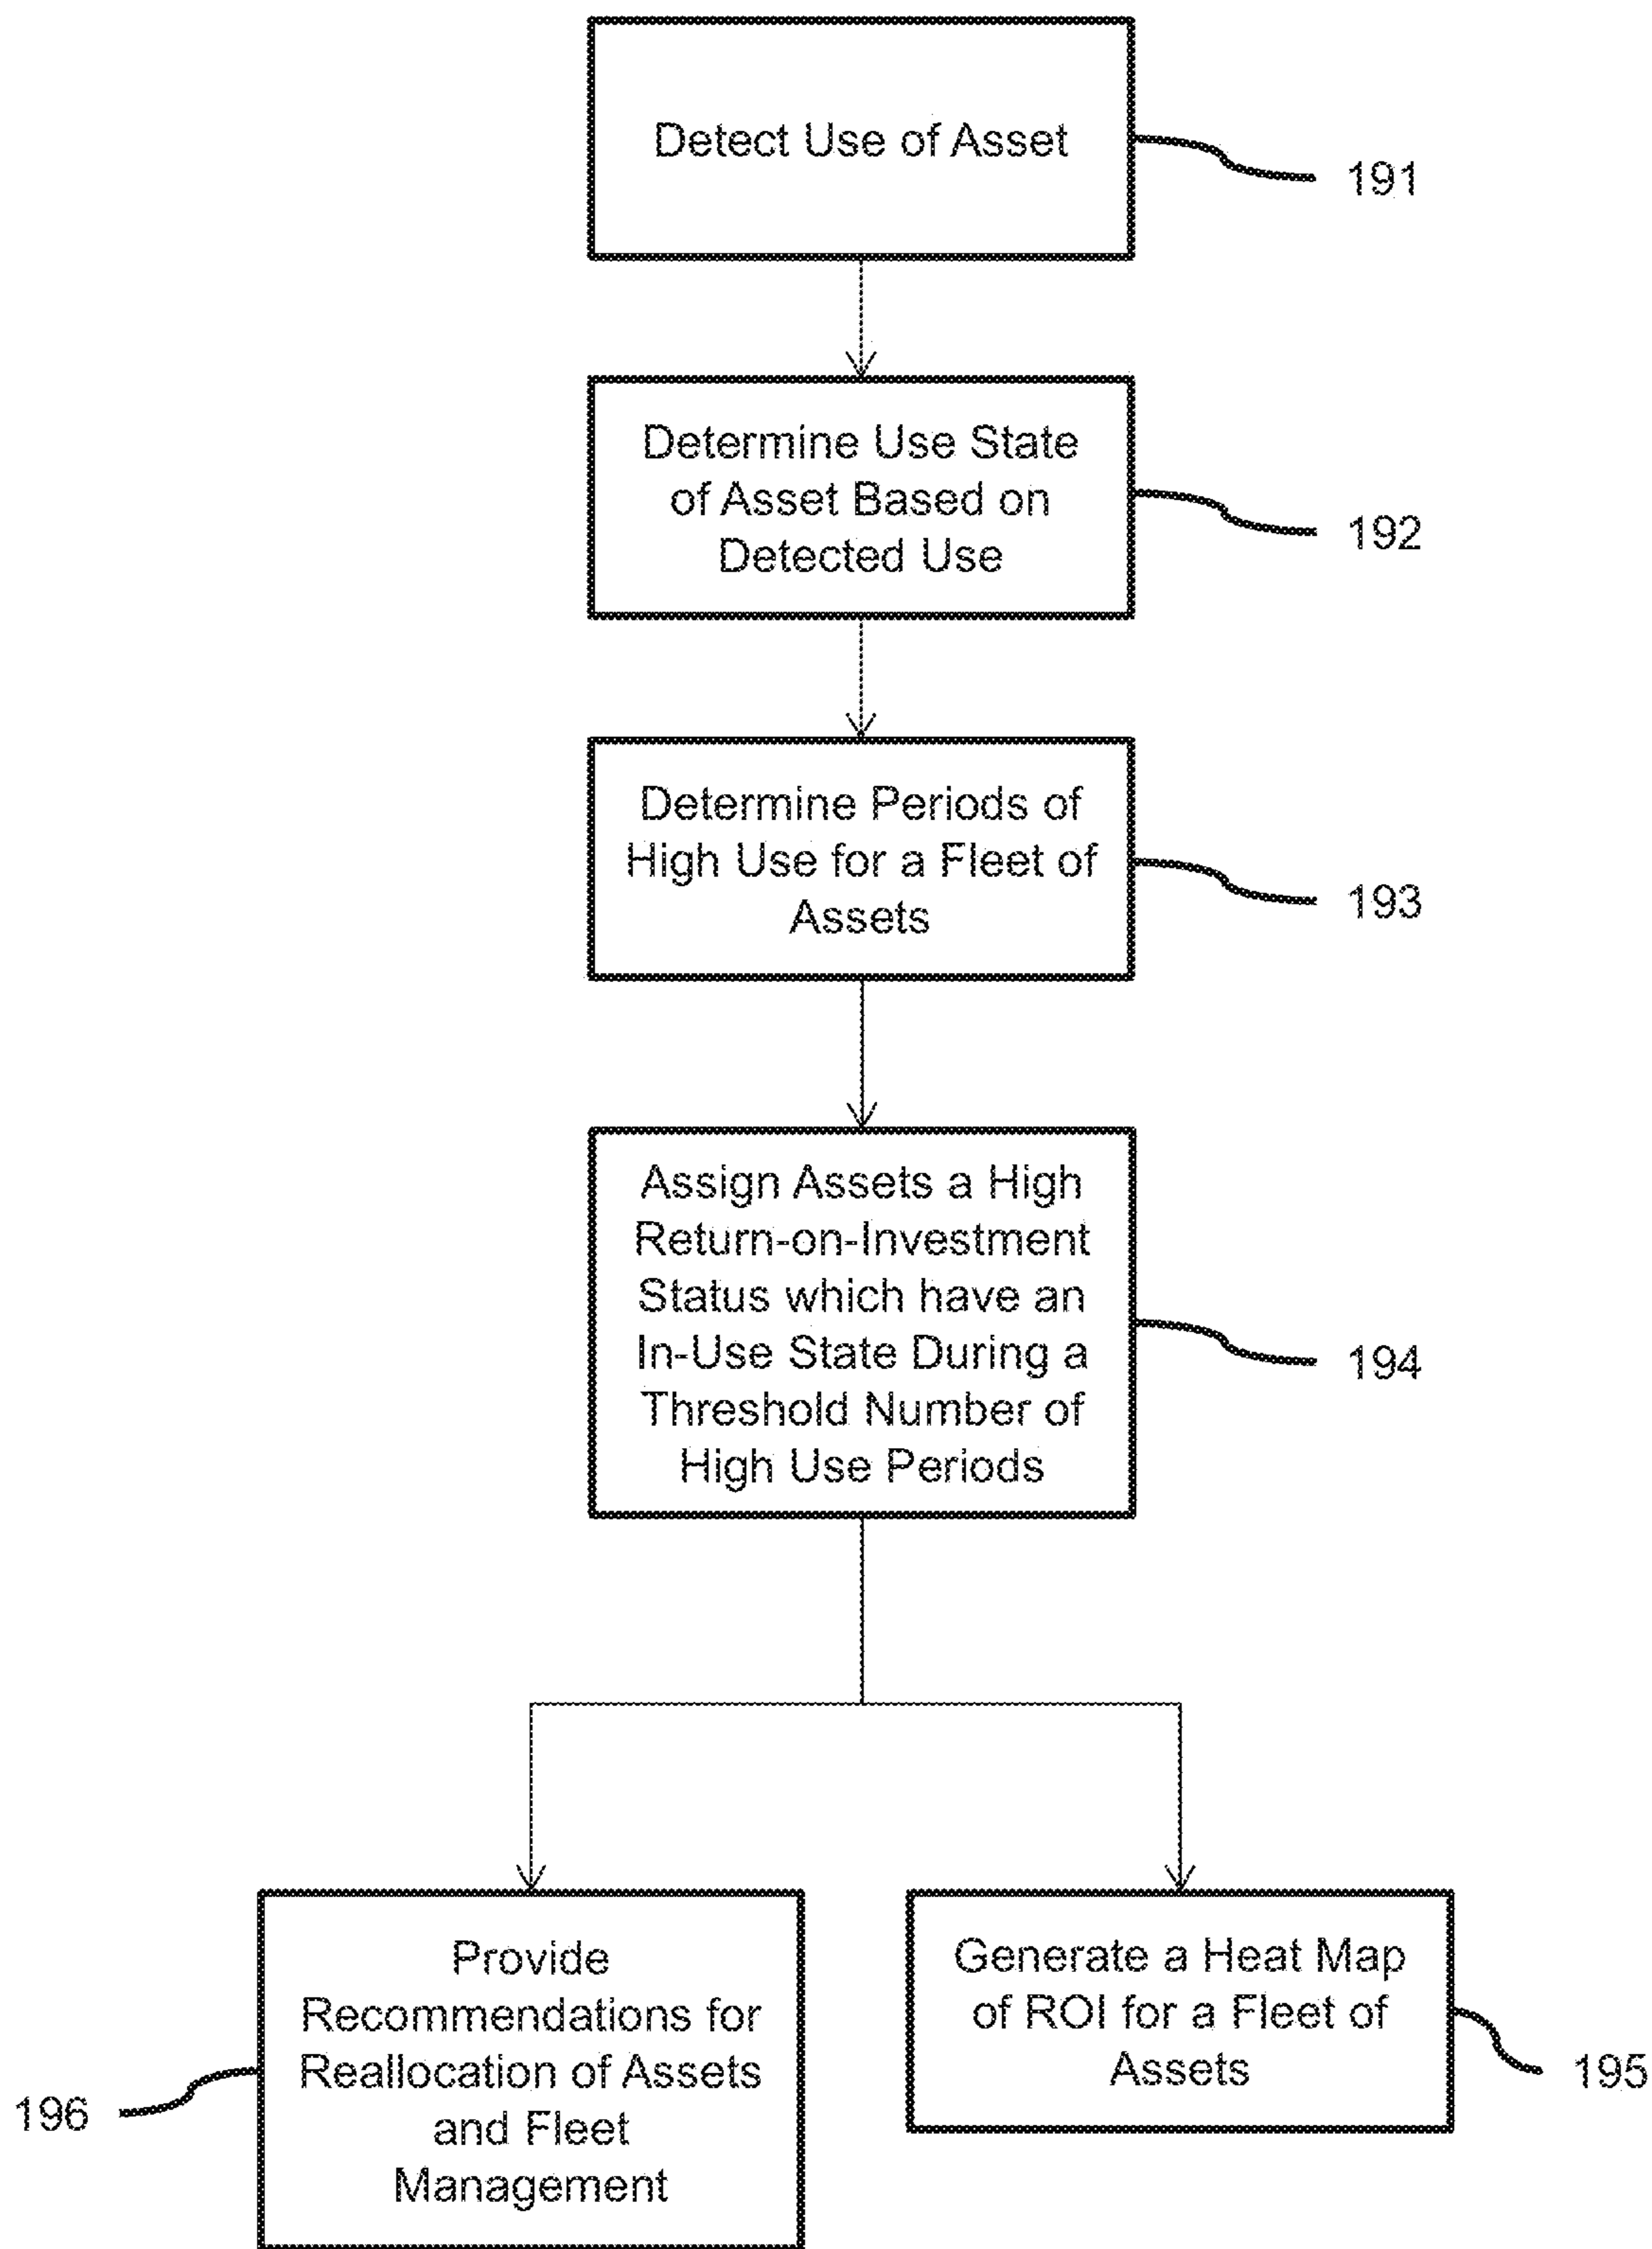 Detect Use of Asset
191
Determine Use State
of Asset Based on
Detected Use
192
Determine Periods of
High Use for a Fleet of
Assets
193
Assign Assets a High
Return-on-Investment
Status which have an
In-Use State During a
Threshold Number of
High Use Periods
194
Provide
Recommendations for
Reallocation of Assets
and Fleet
Management
196
Generate a Heat Map
of ROI for a Fleet of
Assets
195